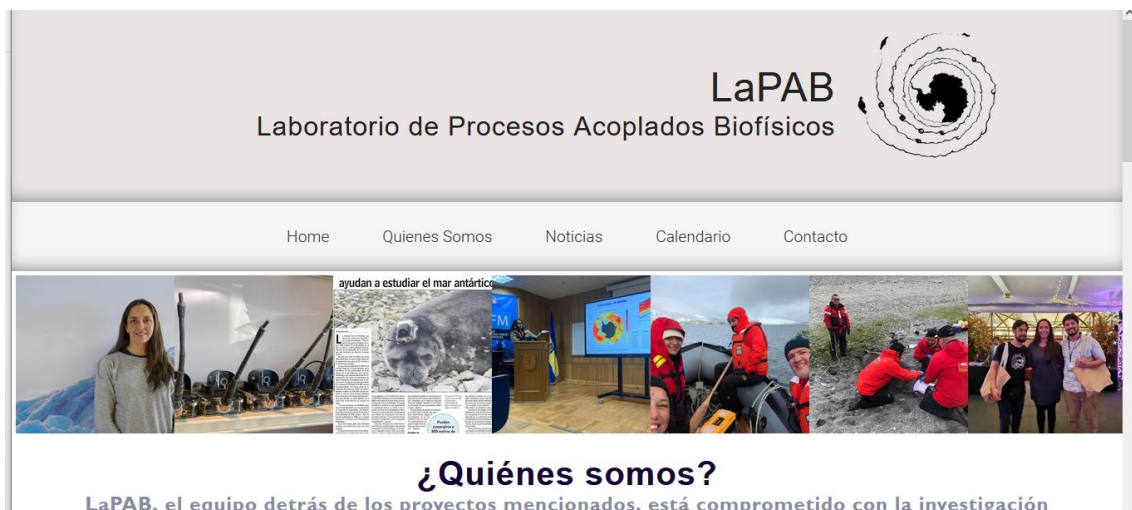 LaPAB
Laboratorio de Procesos Acoplados Biofísicos
Home Quienes Somos Noticias Calendario Contacto
ayudan a estudiar el mar antártico
¿Quiénes somos?
LaPAB, el equipo detrás de los proyectos mencionados, está comprometido con la investigación